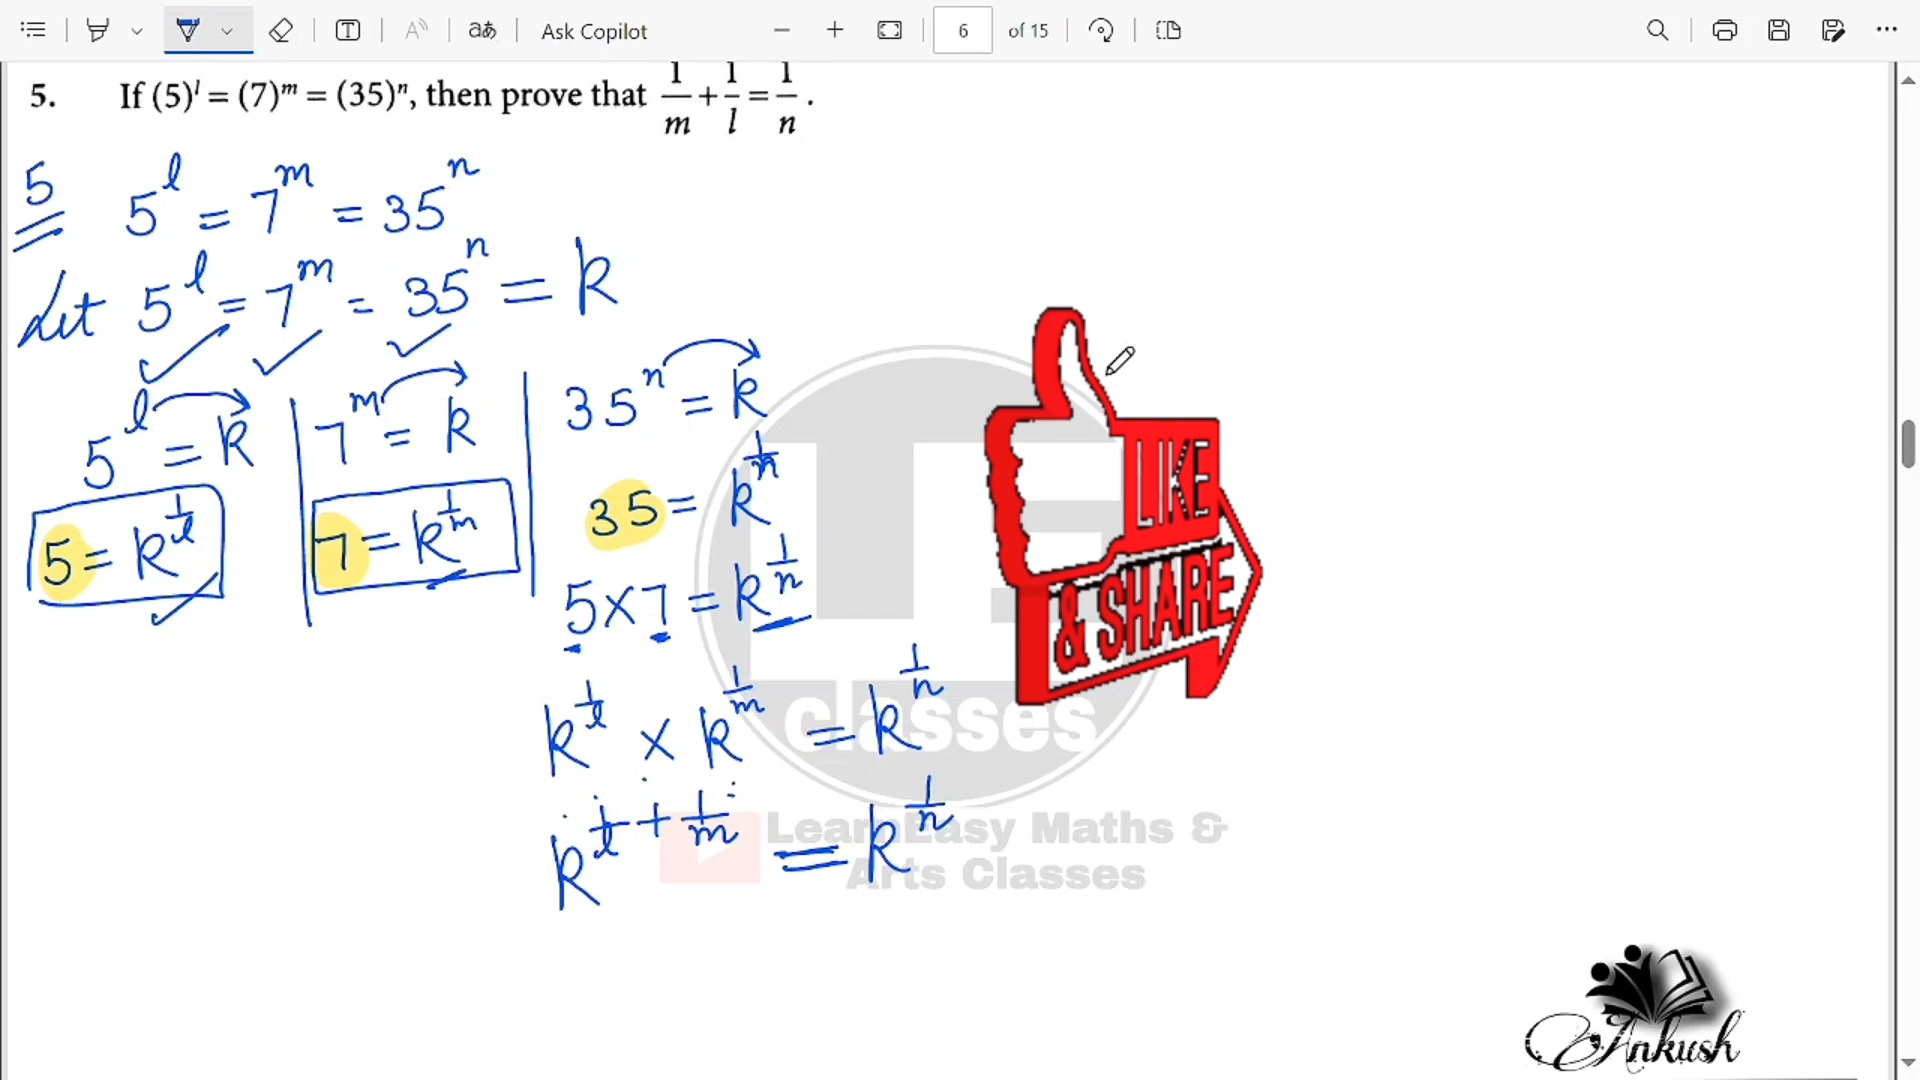 Ask Copilot 6 of 15
5. If (5)^l = (7)^m = (35)^n, then prove that 1/m + 1/l = 1/n .
5 5^l = 7^m = 35^n
Let 5^l = 7^m = 35^n = k
5^l = k
5 = k^1/l
7^m = k
7 = k^1/m
35^n = k
35 = k^1/n
5×7 = k^1/n
k^1/l × k^1/m = k^1/n
k^1/l + 1/m = k^1/n
LIKE
& SHARE
classes
LearnEasy Maths &
Arts Classes
Ankush